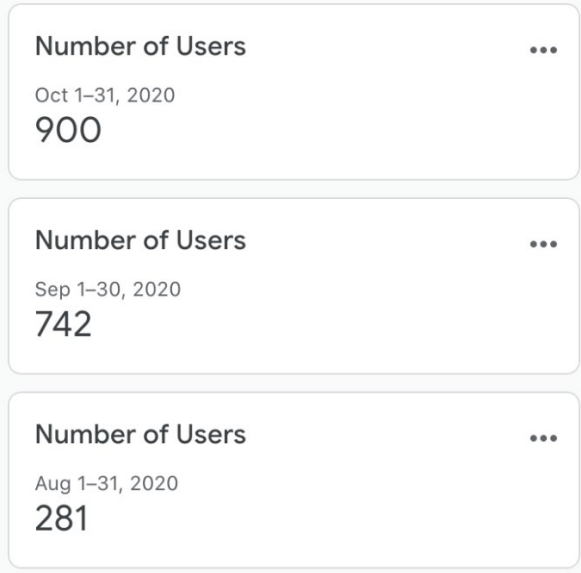 Number of Users
Oct 1–31, 2020
900
Number of Users
Sep 1–30, 2020
742
Number of Users
Aug 1–31, 2020
281